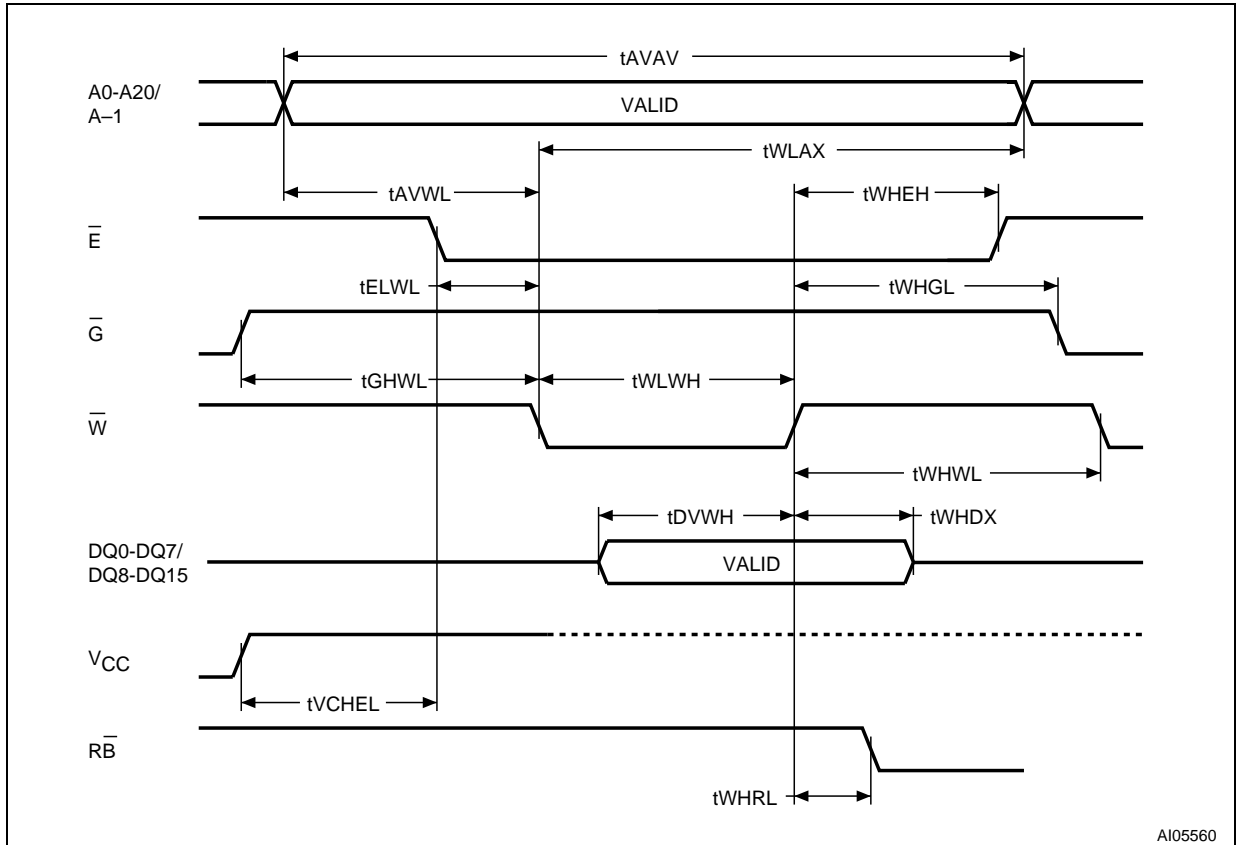 tAVAV
A0-A20/
A–1
VALID
tWLAX
tAVWL
tWHEH
E̅
tELWL
tWHGL
G̅
tGHWL
tWLWH
W̅
tWHWL
tDVWH
tWHDX
DQ0-DQ7/
DQ8-DQ15
VALID
VCC
tVCHEL
RB̅
tWHRL
AI05560